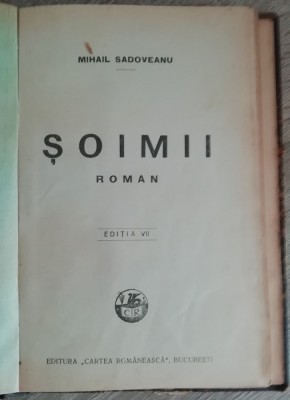 MIHAIL SADOVEANU
ȘOIMII
ROMAN
EDIȚIA VII
CR
EDITURA „CARTEA ROMÂNEASCĂ", BUCUREȘTI